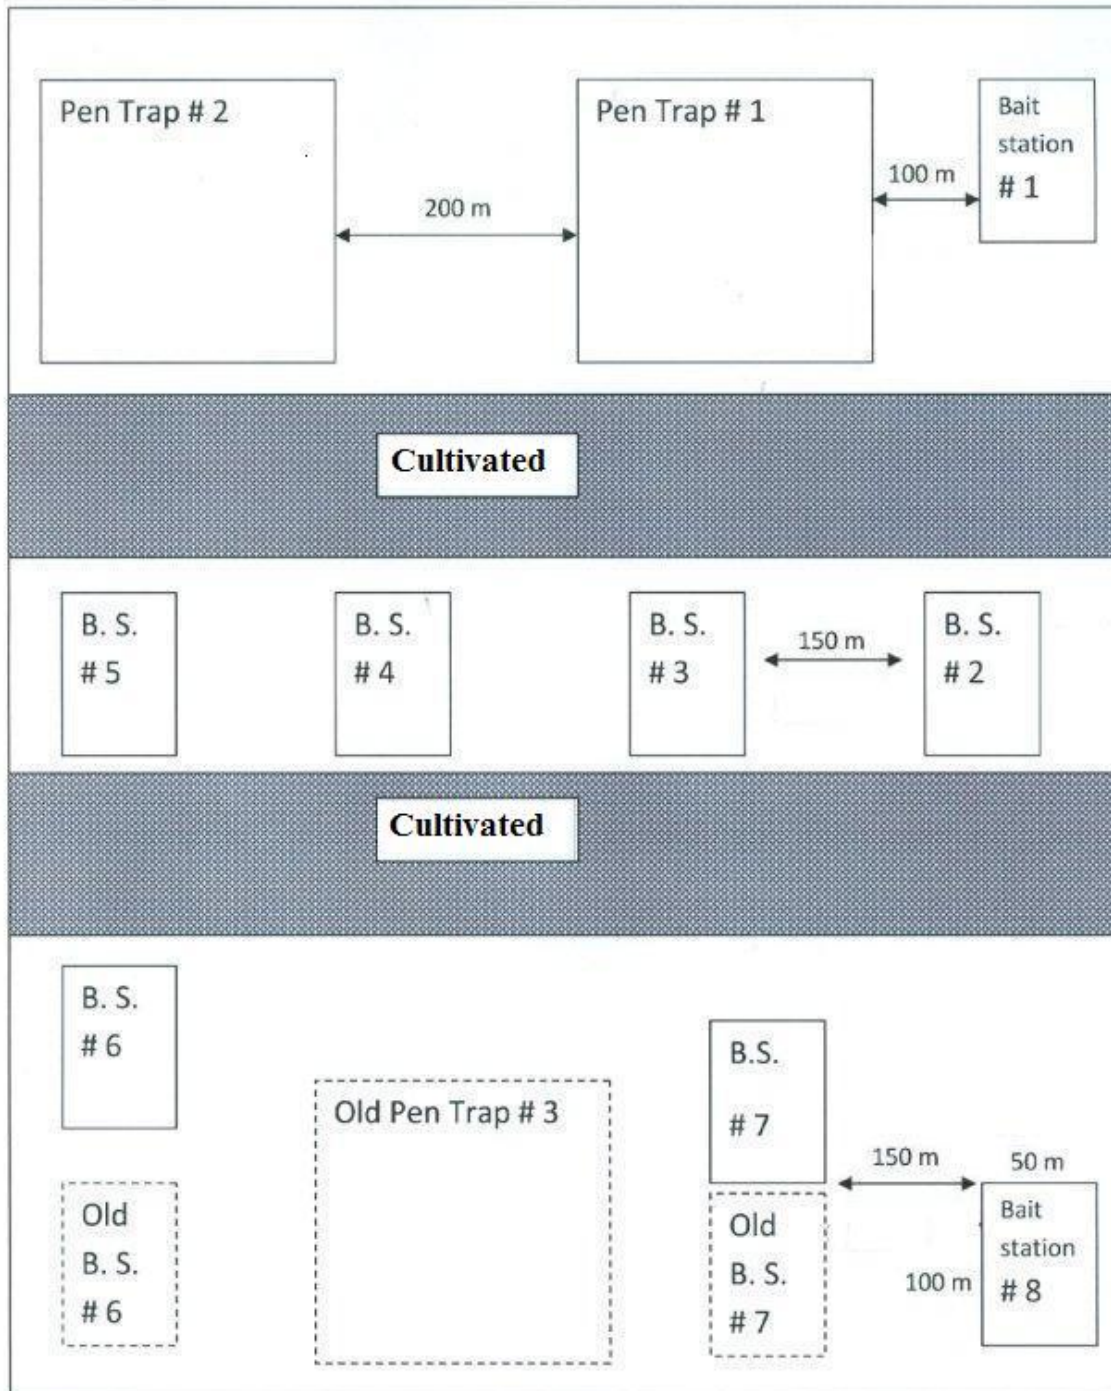 Pen Trap # 2
Pen Trap # 1
Bait
station
# 1
100 m
200 m
Cultivated
B. S.
# 5
B. S.
# 4
B. S.
# 3
150 m
B. S.
# 2
Cultivated
B. S.
# 6
Old
B. S.
# 6
Old Pen Trap # 3
B.S.
# 7
Old
B. S.
# 7
150 m
50 m
100 m
Bait
station
# 8